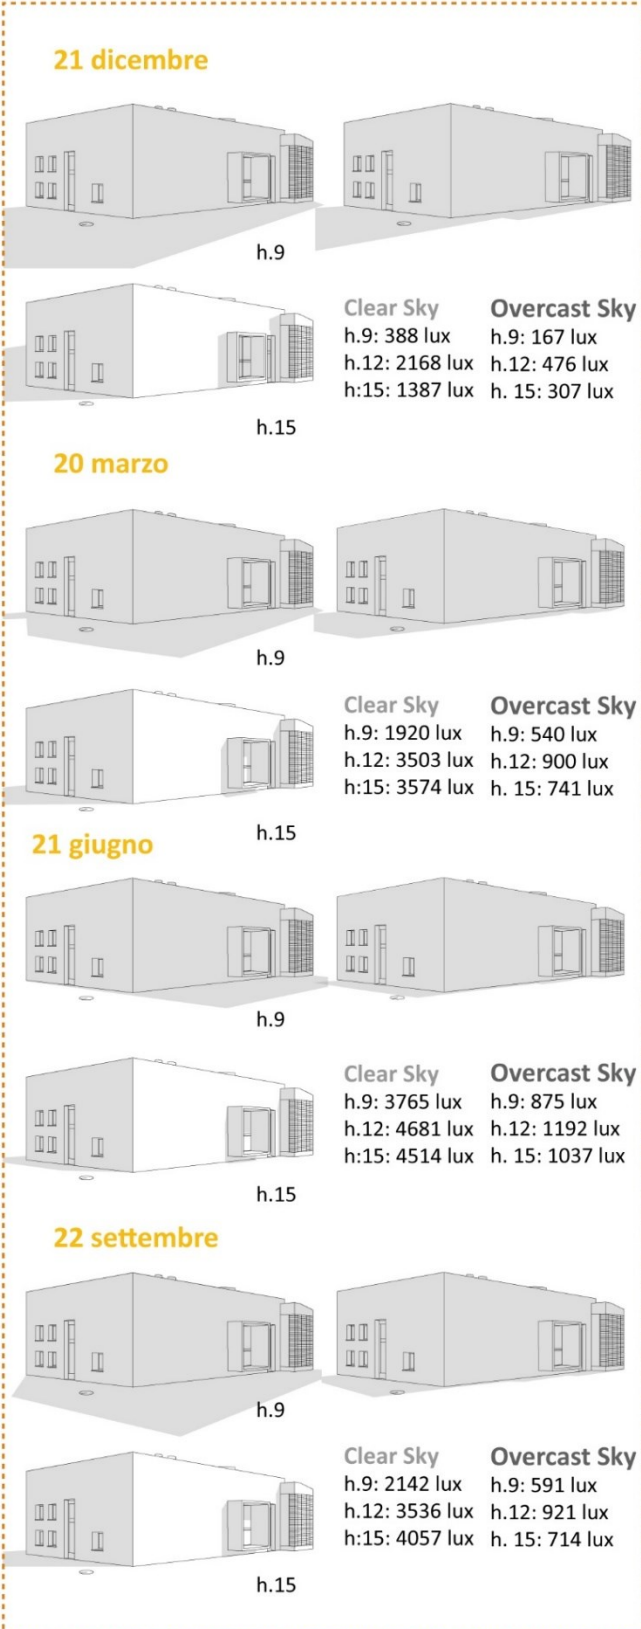 21 dicembre
h.9
Clear Sky
h.9: 388 lux
h.12: 2168 lux
h:15: 1387 lux
Overcast Sky
h.9: 167 lux
h.12: 476 lux
h. 15: 307 lux
h.15
20 marzo
h.9
Clear Sky
h.9: 1920 lux
h.12: 3503 lux
h:15: 3574 lux
Overcast Sky
h.9: 540 lux
h.12: 900 lux
h. 15: 741 lux
h.15
21 giugno
h.9
Clear Sky
h.9: 3765 lux
h.12: 4681 lux
h:15: 4514 lux
Overcast Sky
h.9: 875 lux
h.12: 1192 lux
h. 15: 1037 lux
h.15
22 settembre
h.9
Clear Sky
h.9: 2142 lux
h.12: 3536 lux
h:15: 4057 lux
Overcast Sky
h.9: 591 lux
h.12: 921 lux
h. 15: 714 lux
h.15